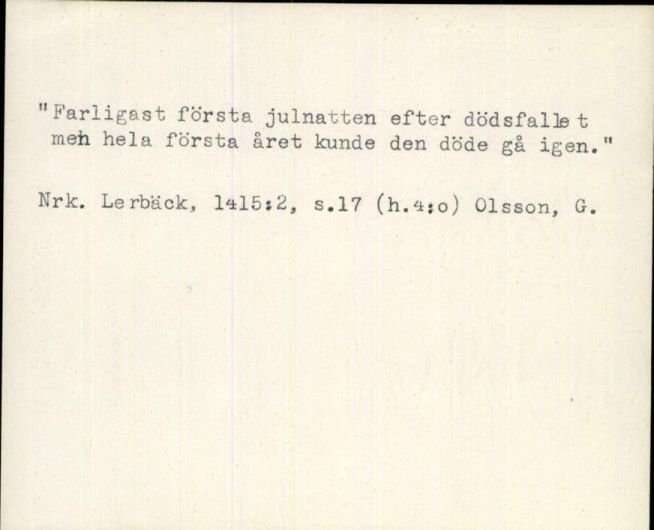 "Farligast första julnatten efter dödsfallet
meh hela första året kunde den döde gå igen."
Nrk. Lerbäck, 1415:2, s.17 (h.4:o) Olsson, G.